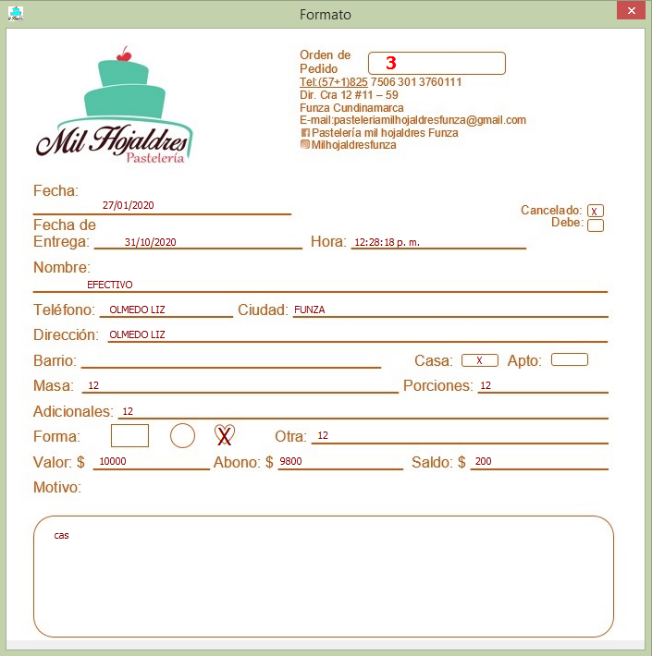 Formato
Mil Hojaldres
Pastelería
Orden de
Pedido 3
Tel:(57+1)825 7506 301 3760111
Dir. Cra 12 #11 – 59
Funza Cundinamarca
E-mail:pasteleriamilhojaldresfunza@gmail.com
Pastelería mil hojaldres Funza
Milhojaldresfunza
Fecha:
27/01/2020
Cancelado: X
Debe:
Fecha de
Entrega: 31/10/2020 Hora: 12:28:18 p. m.
Nombre:
EFECTIVO
Teléfono: OLMEDO LIZ Ciudad: FUNZA
Dirección: OLMEDO LIZ
Barrio: Casa: X Apto:
Masa: 12 Porciones: 12
Adicionales: 12
Forma: X Otra: 12
Valor: $ 10000 Abono: $ 9800 Saldo: $ 200
Motivo:
cas